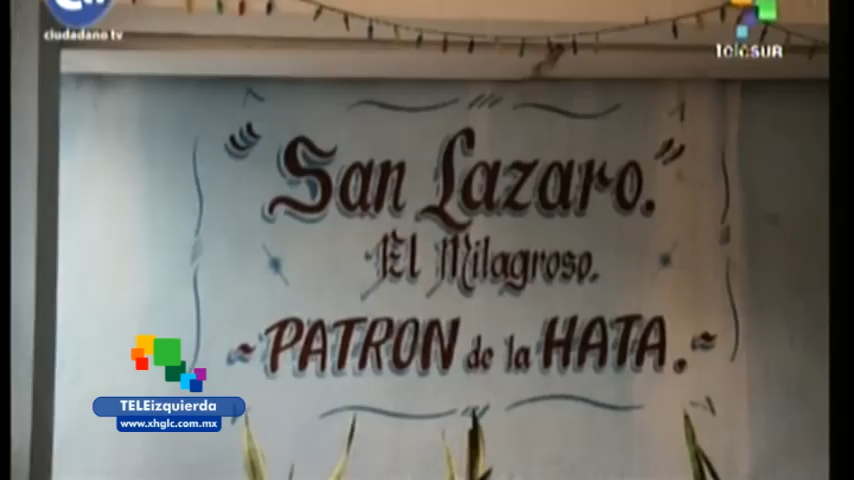 ciudadano tv
teleSUR
"San Lazaro."
El Milagroso.
~PATRON de la HATA.~
TELEizquierda
www.xhglc.com.mx